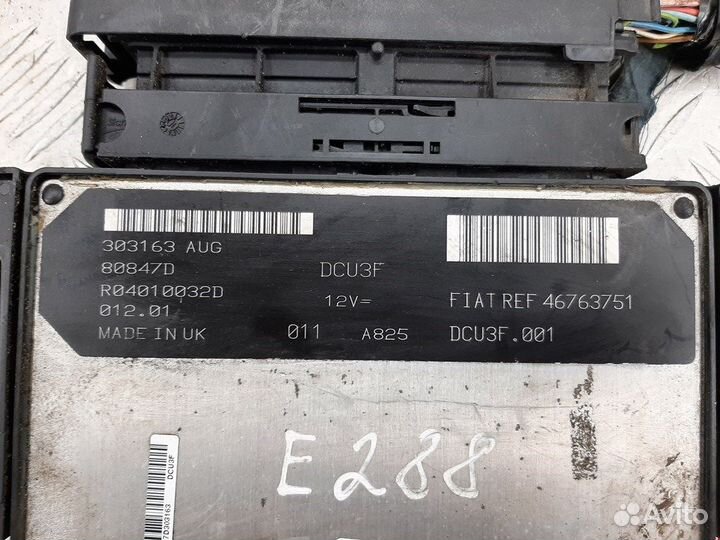 303163 AUG
80847D
R04010032D
012.01
MADE IN UK
011
A825
DCU3F
12V=
FIAT REF 46763751
DCU3F.001
E288
DCU3F
7D303163
Avito